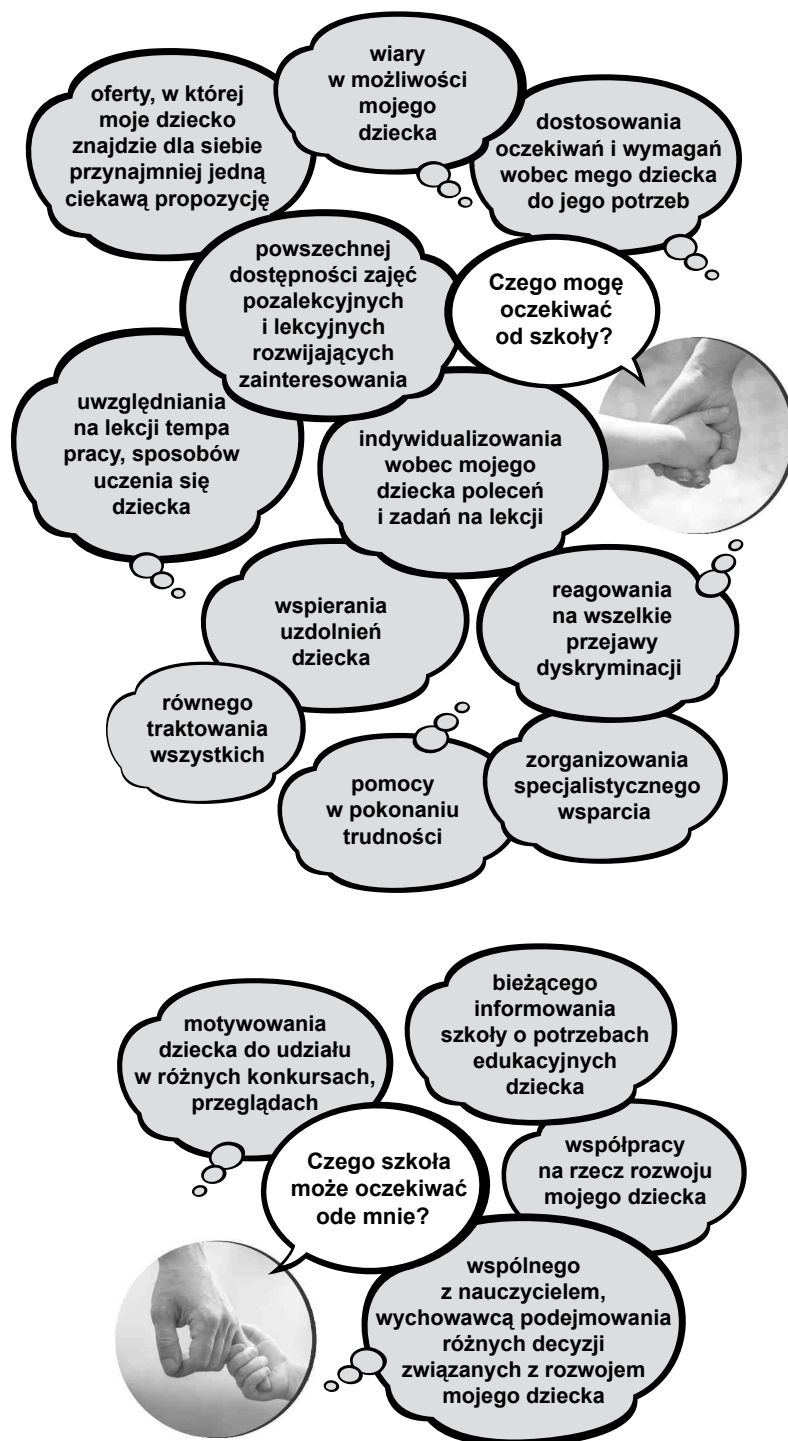 oferty, w której
moje dziecko
znajdzie dla siebie
przynajmniej jedną
ciekawą propozycję
wiary
w możliwości
mojego
dziecka
dostosowania
oczekiwań i wymagań
wobec mego dziecka
do jego potrzeb
powszechnej
dostępności zajęć
pozalekcyjnych
i lekcyjnych
rozwijających
zainteresowania
Czego mogę
oczekiwać
od szkoły?
uwzględniania
na lekcji tempa
pracy, sposobów
uczenia się
dziecka
indywidualizowania
wobec mojego
dziecka poleceń
i zadań na lekcji
wspierania
uzdolnień
dziecka
reagowania
na wszelkie
przejawy
dyskryminacji
równego
traktowania
wszystkich
pomocy
w pokonaniu
trudności
zorganizowania
specjalistycznego
wsparcia
motywowania
dziecka do udziału
w różnych konkursach,
przeglądach
bieżącego
informowania
szkoły o potrzebach
edukacyjnych
dziecka
Czego szkoła
może oczekiwać
ode mnie?
współpracy
na rzecz rozwoju
mojego dziecka
wspólnego
z nauczycielem,
wychowawcą podejmowania
różnych decyzji
związanych z rozwojem
mojego dziecka